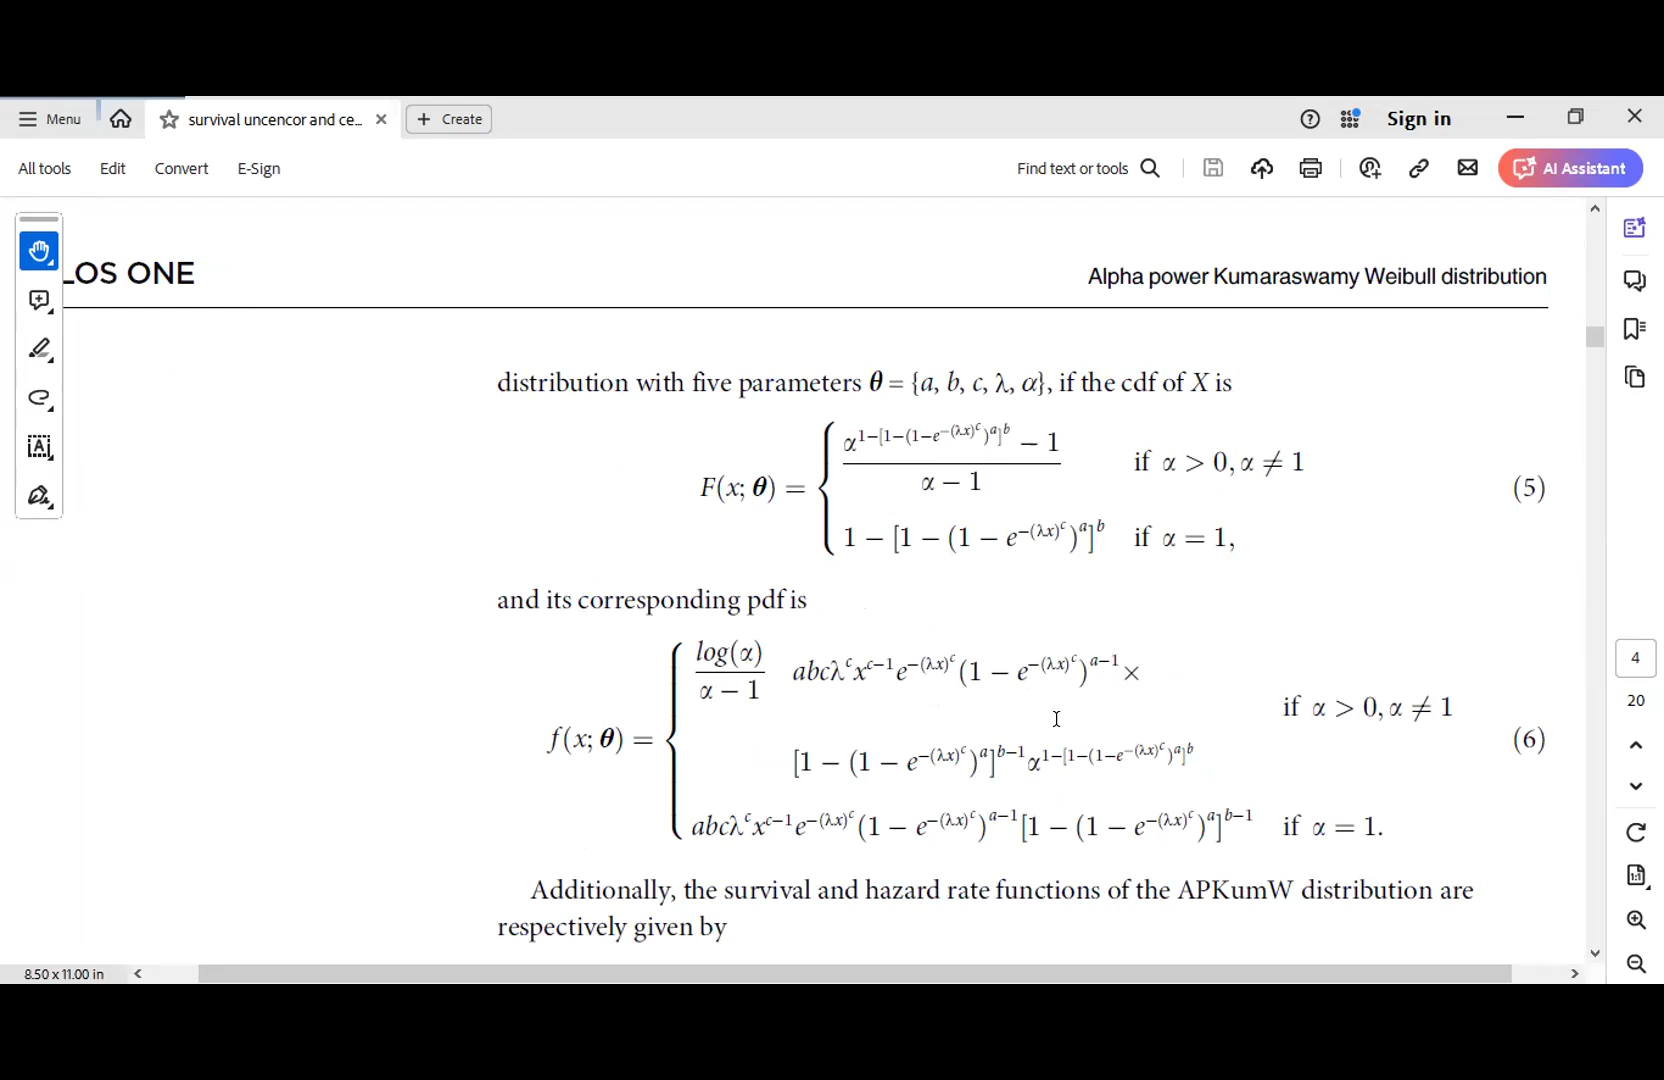 Menu
survival uncencor and ce...
Create
Sign in
All tools
Edit
Convert
E-Sign
Find text or tools
AI Assistant
LOS ONE
Alpha power Kumaraswamy Weibull distribution
distribution with five parameters θ = {a, b, c, λ, α}, if the cdf of X is
F(x; θ) = { (α^{1−[1−(1−e^{−(λx)^c})^a]^b} − 1) / (α − 1) if α > 0, α ≠ 1
1 − [1 − (1 − e^{−(λx)^c})^a]^b if α = 1,
(5)
and its corresponding pdf is
f(x; θ) = { log(α) / (α − 1) abcλ^c x^{c−1} e^{−(λx)^c} (1 − e^{−(λx)^c})^{a−1} ×
[1 − (1 − e^{−(λx)^c})^a]^{b−1} α^{1−[1−(1−e^{−(λx)^c})^a]^b} if α > 0, α ≠ 1
abcλ^c x^{c−1} e^{−(λx)^c} (1 − e^{−(λx)^c})^{a−1} [1 − (1 − e^{−(λx)^c})^a]^{b−1} if α = 1.
(6)
Additionally, the survival and hazard rate functions of the APKumW distribution are
respectively given by
4
20
8.50 x 11.00 in